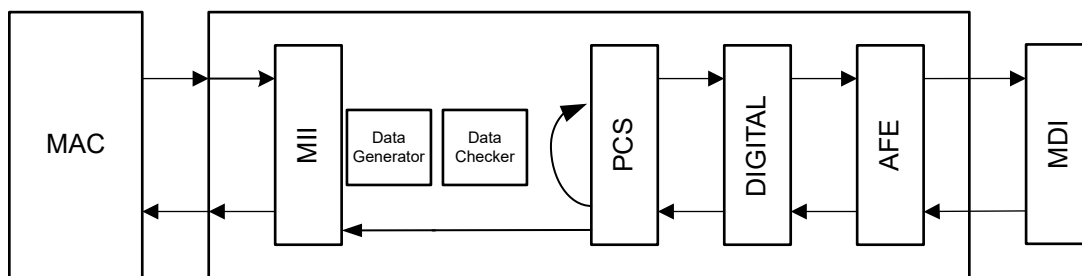 MAC
MII
Data
Generator
Data
Checker
PCS
DIGITAL
AFE
MDI